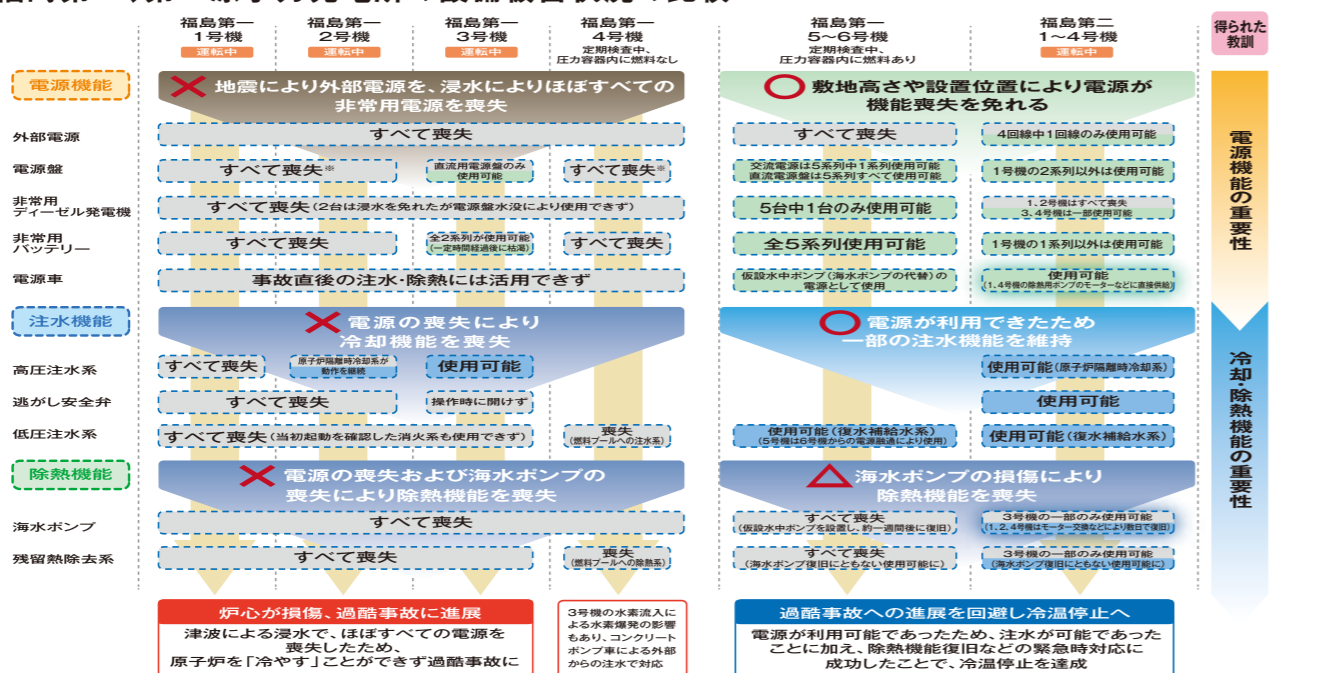 福島第一
1号機
運転中
福島第一
2号機
運転中
福島第一
3号機
運転中
福島第一
4号機
定期検査中、
圧力容器内に燃料なし
福島第一
5〜6号機
定期検査中、
圧力容器内に燃料あり
福島第二
1〜4号機
運転中
得られた
教訓
電源機能
地震により外部電源を、浸水によりほぼすべての
非常用電源を喪失
敷地高さや設置位置により電源が
機能喪失を免れる
外部電源
すべて喪失
すべて喪失
4回線中1回線のみ使用可能
電源盤
すべて喪失※
直流用電源盤のみ
使用可能
すべて喪失※
交流電源は5系列中1系列使用可能
直流電源盤は5系列すべて使用可能
1号機の2系列以外は使用可能
非常用
ディーゼル発電機
すべて喪失(2台は浸水を免れたが電源盤水没により使用できず)
5台中1台のみ使用可能
1、2号機はすべて喪失
3、4号機は一部使用可能
非常用
バッテリー
すべて喪失
全2系列が使用可能
(一定時間経過後に枯渇)
すべて喪失
全5系列使用可能
1号機の1系列以外は使用可能
電源車
事故直後の注水・除熱には活用できず
仮設水中ポンプ(海水ポンプの代替)の
電源として使用
使用可能
(1、4号機の除熱用ポンプのモーターなどに直接供給)
電源機能の重要性
注水機能
電源の喪失により
冷却機能を喪失
電源が利用できたため
一部の注水機能を維持
高圧注水系
すべて喪失
原子炉隔離時冷却系が
動作を継続
使用可能
使用可能(原子炉隔離時冷却系)
逃がし安全弁
すべて喪失
操作時に開けず
使用可能
低圧注水系
すべて喪失(当初起動を確認した消火系も使用できず)
喪失
(燃料プールへの注水系)
使用可能(復水補給水系)
(5号機は6号機からの電源融通により使用)
使用可能(復水補給水系)
除熱機能
電源の喪失および海水ポンプの
喪失により除熱機能を喪失
海水ポンプの損傷により
除熱機能を喪失
海水ポンプ
すべて喪失
すべて喪失
(仮設水中ポンプを設置し、約一週間後に復旧)
3号機の一部のみ使用可能
(1、2、4号機はモーター交換などにより数日で復旧)
残留熱除去系
すべて喪失
喪失
(燃料プールへの除熱系)
すべて喪失
(海水ポンプ復旧にともない使用可能に)
3号機の一部のみ使用可能
(海水ポンプ復旧にともない使用可能に)
冷却・除熱機能の重要性
炉心が損傷、過酷事故に進展
津波による浸水で、ほぼすべての電源を
喪失したため、
原子炉を「冷やす」ことができず過酷事故に
3号機の水素流入に
よる水素爆発の影響
もあり、コンクリート
ポンプ車による外部
からの注水で対応
過酷事故への進展を回避し冷温停止へ
電源が利用可能であったため、注水が可能であった
ことに加え、除熱機能復旧などの緊急時対応に
成功したことで、冷温停止を達成